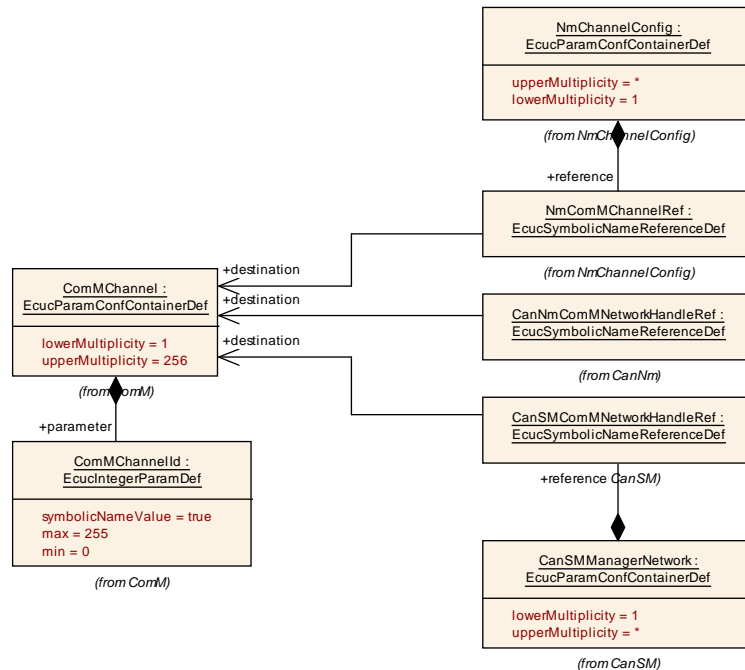 NmChannelConfig :
EcucParamConfContainerDef
upperMultiplicity = *
lowerMultiplicity = 1
(from NmChannelConfig)
+reference
NmComMChannelRef :
EcucSymbolicNameReferenceDef
(from NmChannelConfig)
+destination
ComMChannel :
EcucParamConfContainerDef
lowerMultiplicity = 1
upperMultiplicity = 256
(from ComM)
+destination
CanNmComMNetworkHandleRef :
EcucSymbolicNameReferenceDef
(from CanNm)
+destination
CanSMComMNetworkHandleRef :
EcucSymbolicNameReferenceDef
+parameter
ComMChannelId :
EcucIntegerParamDef
symbolicNameValue = true
max = 255
min = 0
(from ComM)
+reference CanSM)
CanSMManagerNetwork :
EcucParamConfContainerDef
lowerMultiplicity = 1
upperMultiplicity = *
(from CanSM)